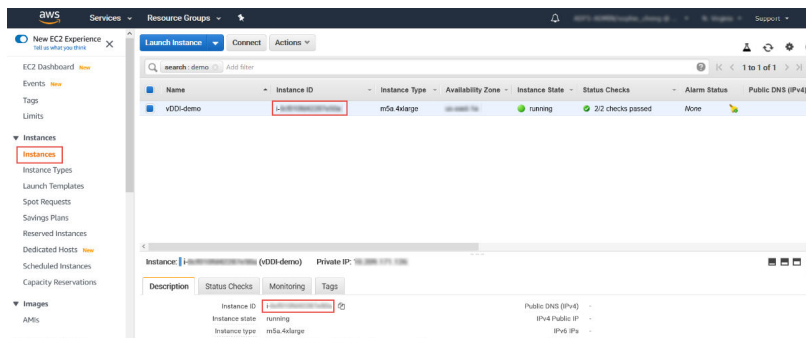 aws Services Resource Groups Support
New EC2 Experience
Tell us what you think
Launch Instance Connect Actions
EC2 Dashboard New
Events New
Tags
Limits
search : demo Add filter
1 to 1 of 1
Name Instance ID Instance Type Availability Zone Instance State Status Checks Alarm Status Public DNS (IPv4)
vDDI-demo i- m5a.4xlarge running 2/2 checks passed None
Instances
Instances
Instance Types
Launch Templates
Spot Requests
Savings Plans
Reserved Instances
Dedicated Hosts New
Scheduled Instances
Capacity Reservations
Images
AMIs
Instance: i- (vDDI-demo) Private IP:
Description Status Checks Monitoring Tags
Instance ID i-
Instance state running
Instance type m5a.4xlarge
Public DNS (IPv4) -
IPv4 Public IP -
IPv6 IPs -